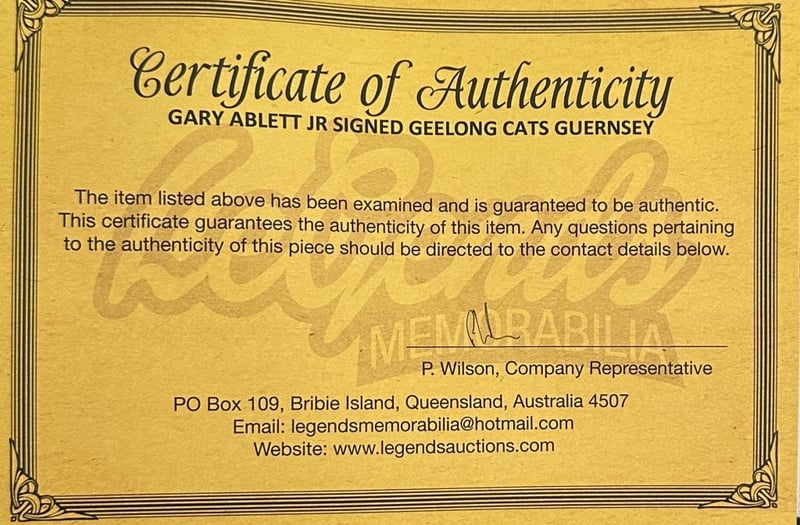 Certificate of Authenticity
GARY ABLETT JR SIGNED GEELONG CATS GUERNSEY
Legends
MEMORABILIA
The item listed above has been examined and is guaranteed to be authentic.
This certificate guarantees the authenticity of this item. Any questions pertaining
to the authenticity of this piece should be directed to the contact details below.
P. Wilson, Company Representative
PO Box 109, Bribie Island, Queensland, Australia 4507
Email: legendsmemorabilia@hotmail.com
Website: www.legendsauctions.com